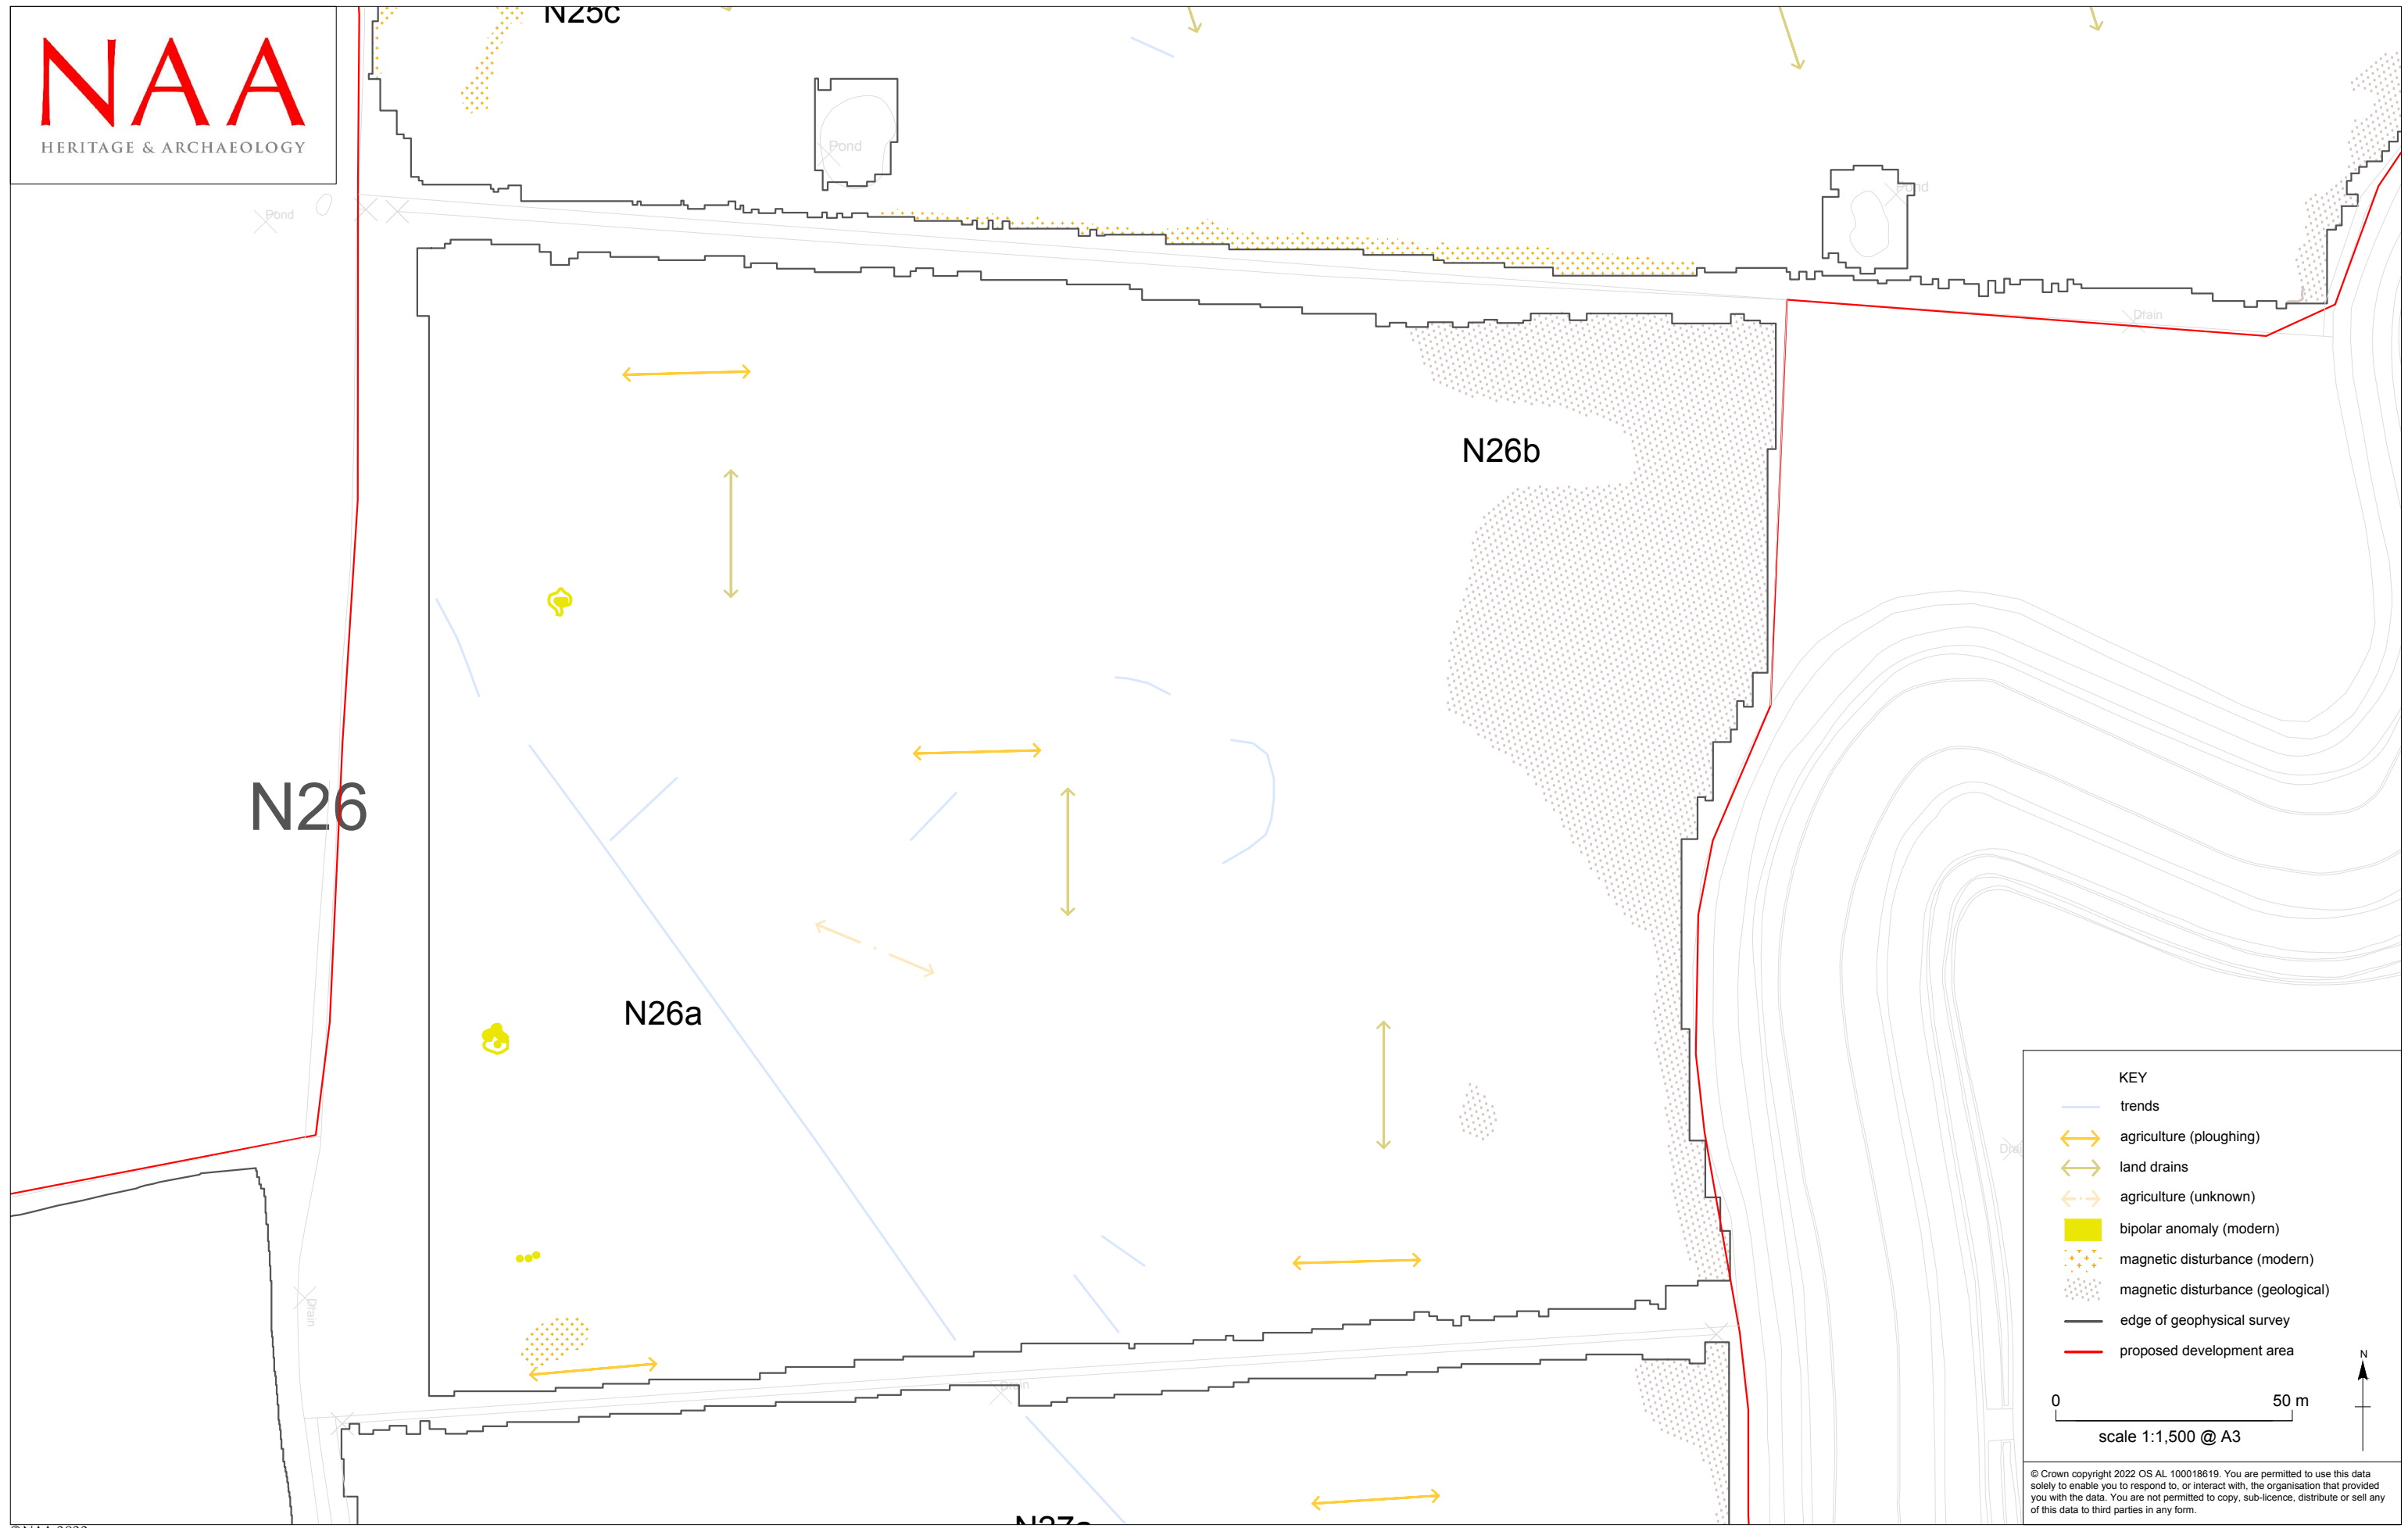 NAA
HERITAGE & ARCHAEOLOGY
N25c
Pond
Pond
Pond
Drain
N26b
N26
N26a
Drain
Drain
KEY
trends
agriculture (ploughing)
land drains
agriculture (unknown)
bipolar anomaly (modern)
magnetic disturbance (modern)
magnetic disturbance (geological)
edge of geophysical survey
proposed development area
N
0 50 m
scale 1:1,500 @ A3
© Crown copyright 2022 OS AL 100018619. You are permitted to use this data
solely to enable you to respond to, or interact with, the organisation that provided
you with the data. You are not permitted to copy, sub-licence, distribute or sell any
of this data to third parties in any form.